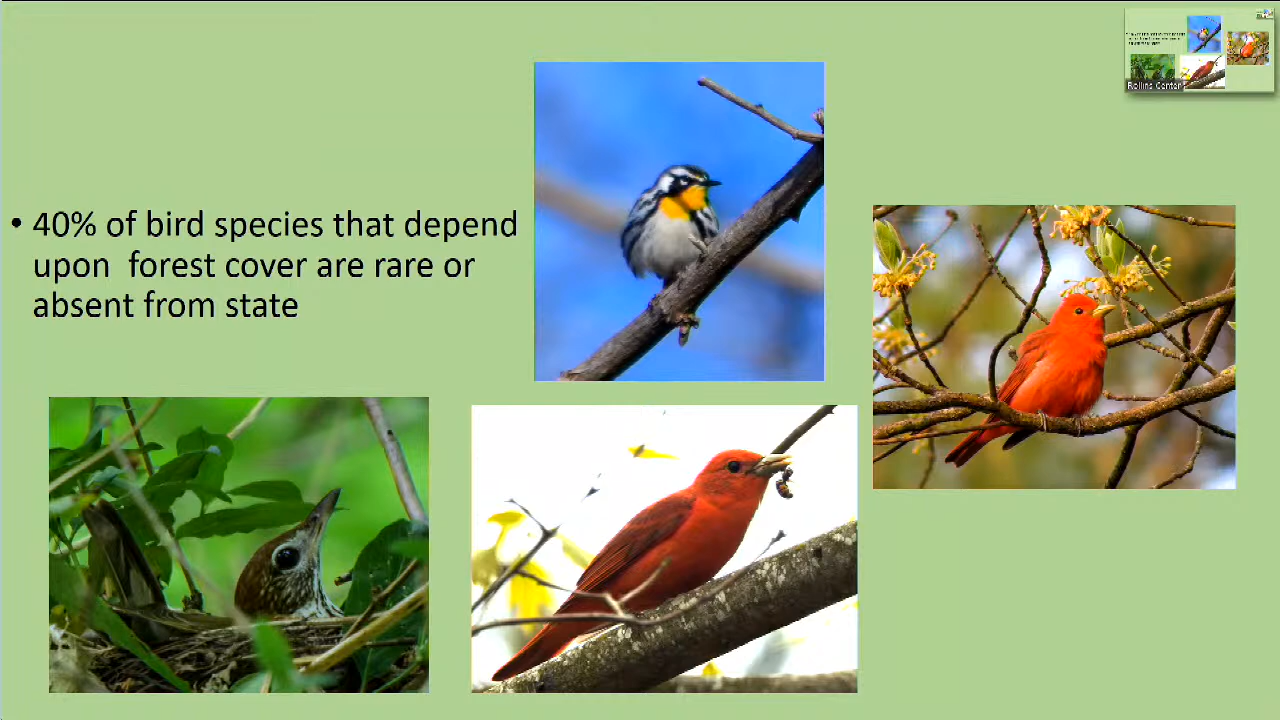 • 40% of bird species that depend
upon  forest cover are rare or
absent from state
Rollins Center